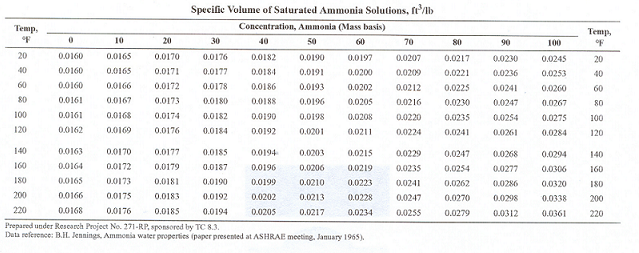 Specific Volume of Saturated Ammonia Solutions, ft³/lb
Temp, °F Concentration, Ammonia (Mass basis) Temp, °F
0 10 20 30 40 50 60 70 80 90 100
20 0.0160 0.0165 0.0170 0.0176 0.0182 0.0190 0.0197 0.0207 0.0217 0.0230 0.0245 20
40 0.0160 0.0165 0.0171 0.0177 0.0184 0.0191 0.0200 0.0209 0.0221 0.0236 0.0253 40
60 0.0160 0.0166 0.0172 0.0178 0.0186 0.0193 0.0202 0.0212 0.0225 0.0241 0.0260 60
80 0.0161 0.0167 0.0173 0.0180 0.0188 0.0196 0.0205 0.0216 0.0230 0.0247 0.0267 80
100 0.0161 0.0168 0.0174 0.0182 0.0190 0.0198 0.0208 0.0220 0.0235 0.0254 0.0275 100
120 0.0162 0.0169 0.0176 0.0184 0.0192 0.0201 0.0211 0.0224 0.0241 0.0261 0.0284 120
140 0.0163 0.0170 0.0177 0.0185 0.0194 0.0203 0.0215 0.0229 0.0247 0.0268 0.0294 140
160 0.0164 0.0172 0.0179 0.0187 0.0196 0.0206 0.0219 0.0235 0.0254 0.0277 0.0306 160
180 0.0165 0.0173 0.0181 0.0190 0.0199 0.0210 0.0223 0.0241 0.0262 0.0286 0.0320 180
200 0.0166 0.0175 0.0183 0.0192 0.0202 0.0213 0.0228 0.0247 0.0270 0.0298 0.0338 200
220 0.0168 0.0176 0.0185 0.0194 0.0205 0.0217 0.0234 0.0255 0.0279 0.0312 0.0361 220
Prepared under Research Project No. 271-RP, sponsored by TC 8.3.
Data reference: B.H. Jennings, Ammonia water properties (paper presented at ASHRAE meeting, January 1965).